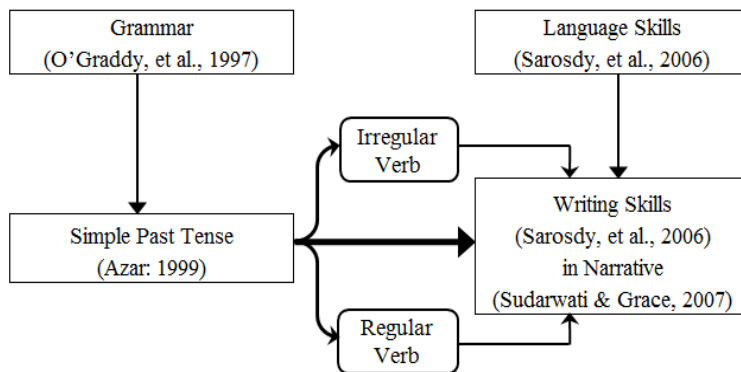 Grammar
(O’Graddy, et al., 1997)
Language Skills
(Sarosdy, et al., 2006)
Irregular
Verb
Simple Past Tense
(Azar: 1999)
Writing Skills
(Sarosdy, et al., 2006)
in Narrative
(Sudarwati & Grace, 2007)
Regular
Verb